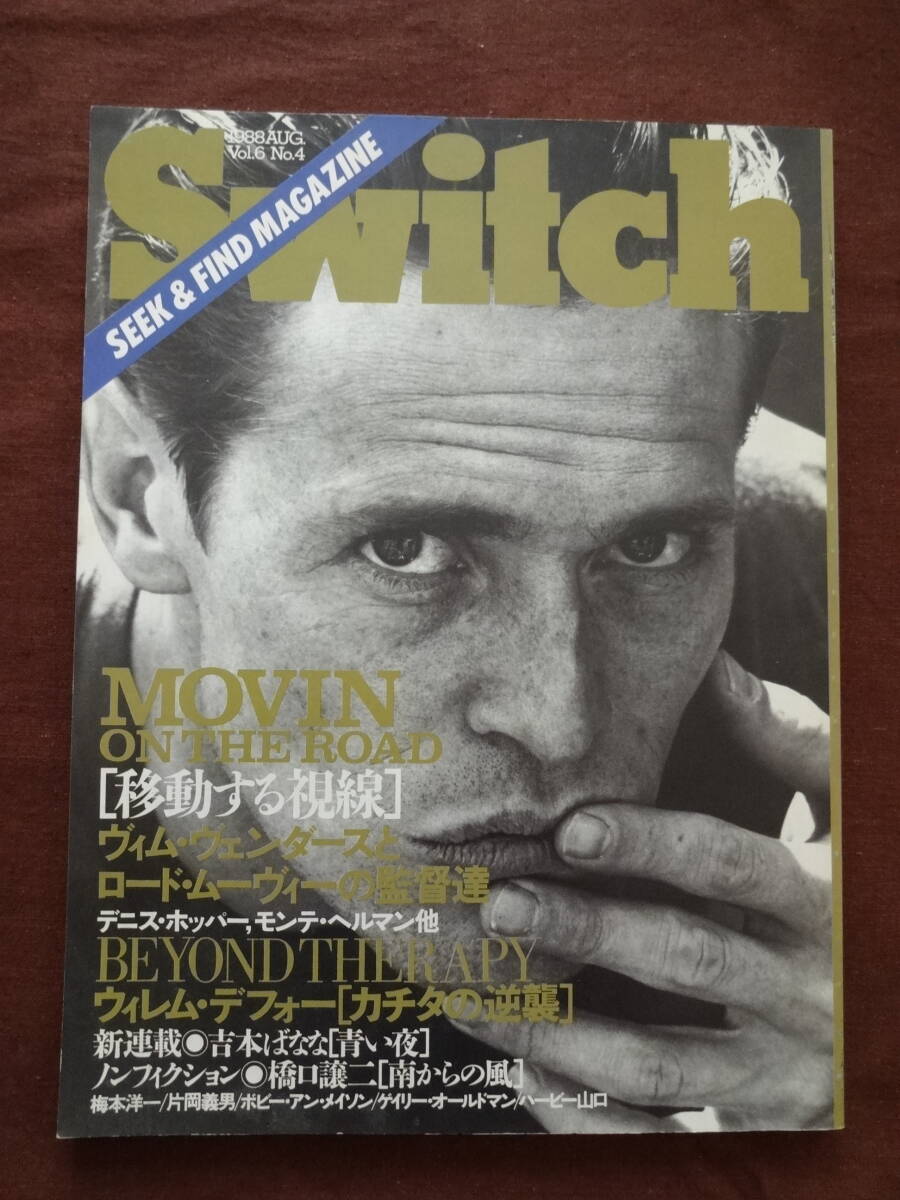 1988 AUG.
Vol.6 No.4
Switch
SEEK & FIND MAGAZINE
MOVIN
ON THE ROAD
[移動する視線]
ヴィム・ヴェンダースと
ロード・ムーヴィーの監督達
デニス・ホッパー,モンテ・ヘルマン他
BEYOND THERAPY
ウィレム・デフォー[カチタの逆襲]
新連載◉吉本ばなな[青い夜]
ノンフィクション◉橋口譲二[南からの風]
梅本洋一/片岡義男/ボビー・アン・メイソン/ゲイリー・オールドマン/ハービー山口